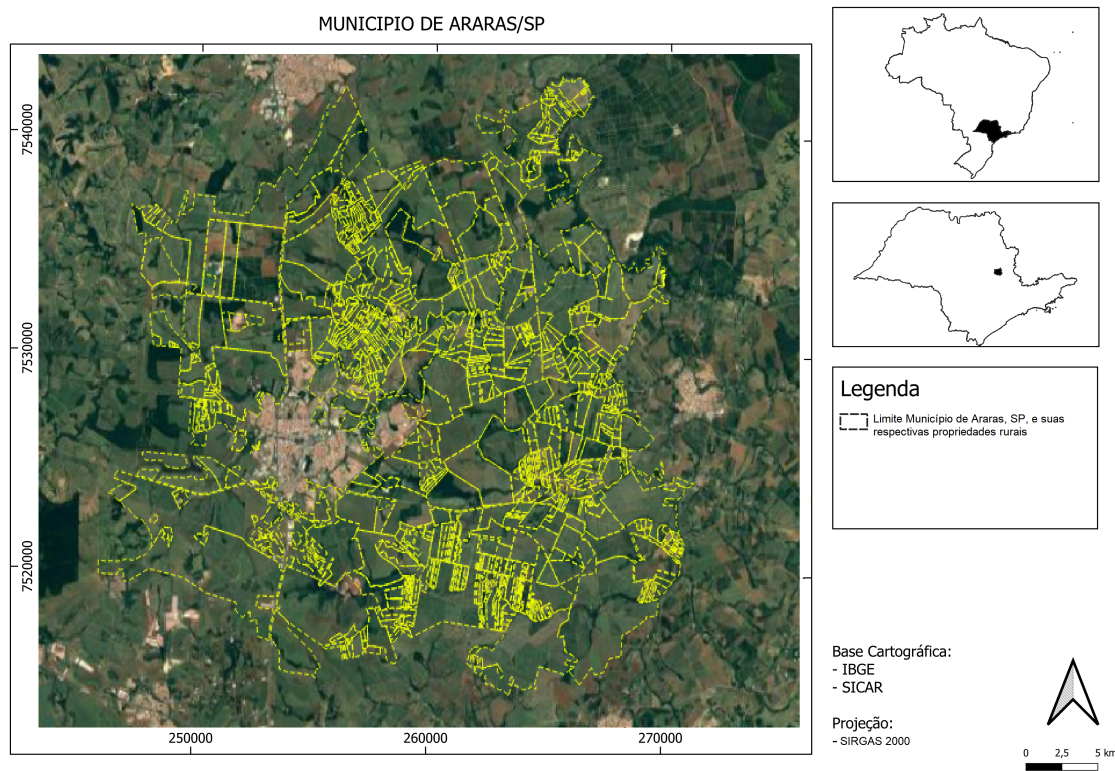 MUNICIPIO DE ARARAS/SP
7540000
7530000
7520000
250000
260000
270000
Legenda
Limite Município de Araras, SP, e suas
respectivas propriedades rurais
Base Cartográfica:
- IBGE
- SICAR
Projeção:
- SIRGAS 2000
0 2,5 5 km